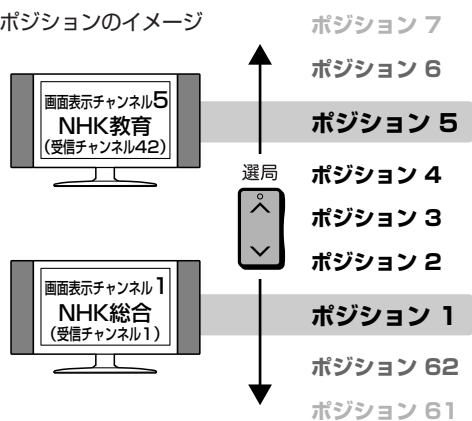 ポジションのイメージ
画面表示チャンネル5
NHK教育
(受信チャンネル42)
画面表示チャンネル1
NHK総合
(受信チャンネル1)
選局
ポジション 7
ポジション 6
ポジション 5
ポジション 4
ポジション 3
ポジション 2
ポジション 1
ポジション 62
ポジション 61